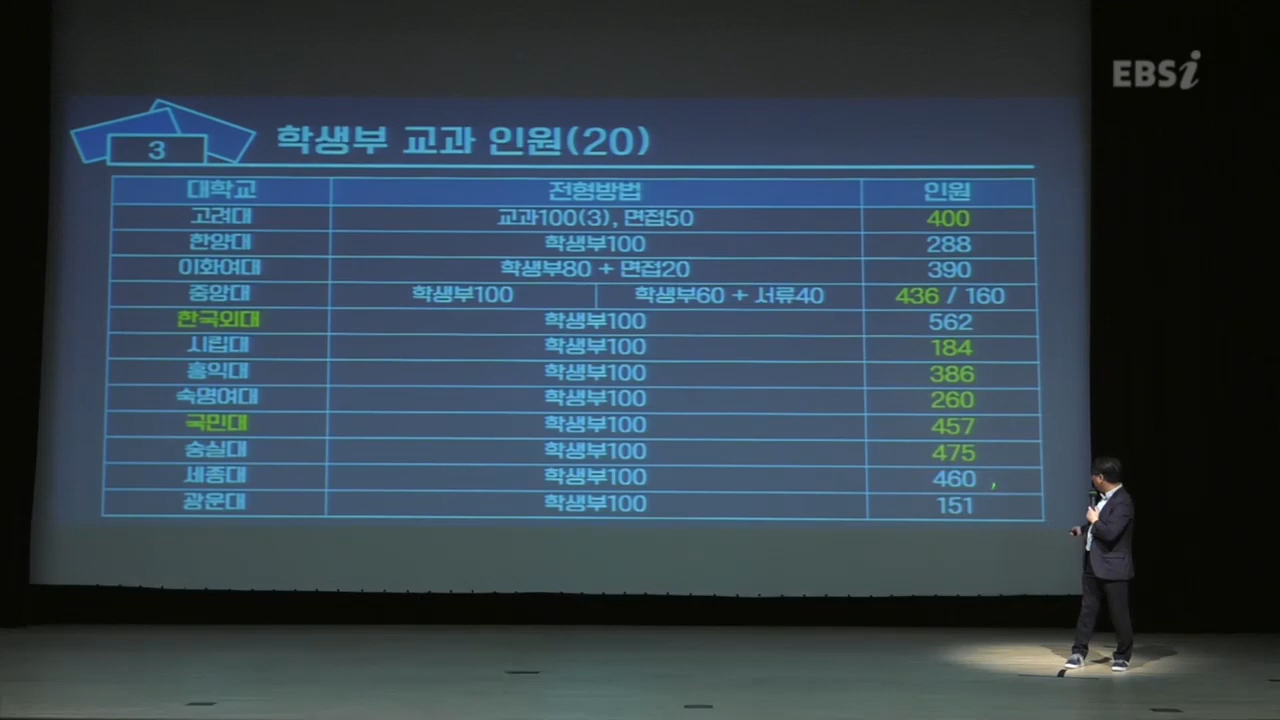 EBSi
3
학생부 교과 인원(20)
대학교 전형방법 인원
고려대 교과100(3), 면접50 400
한양대 학생부100 288
이화여대 학생부80 + 면접20 390
중앙대 학생부100 학생부60 + 서류40 436 / 160
한국외대 학생부100 562
시립대 학생부100 184
홍익대 학생부100 386
숙명여대 학생부100 260
국민대 학생부100 457
숭실대 학생부100 475
세종대 학생부100 460 ,
광운대 학생부100 151